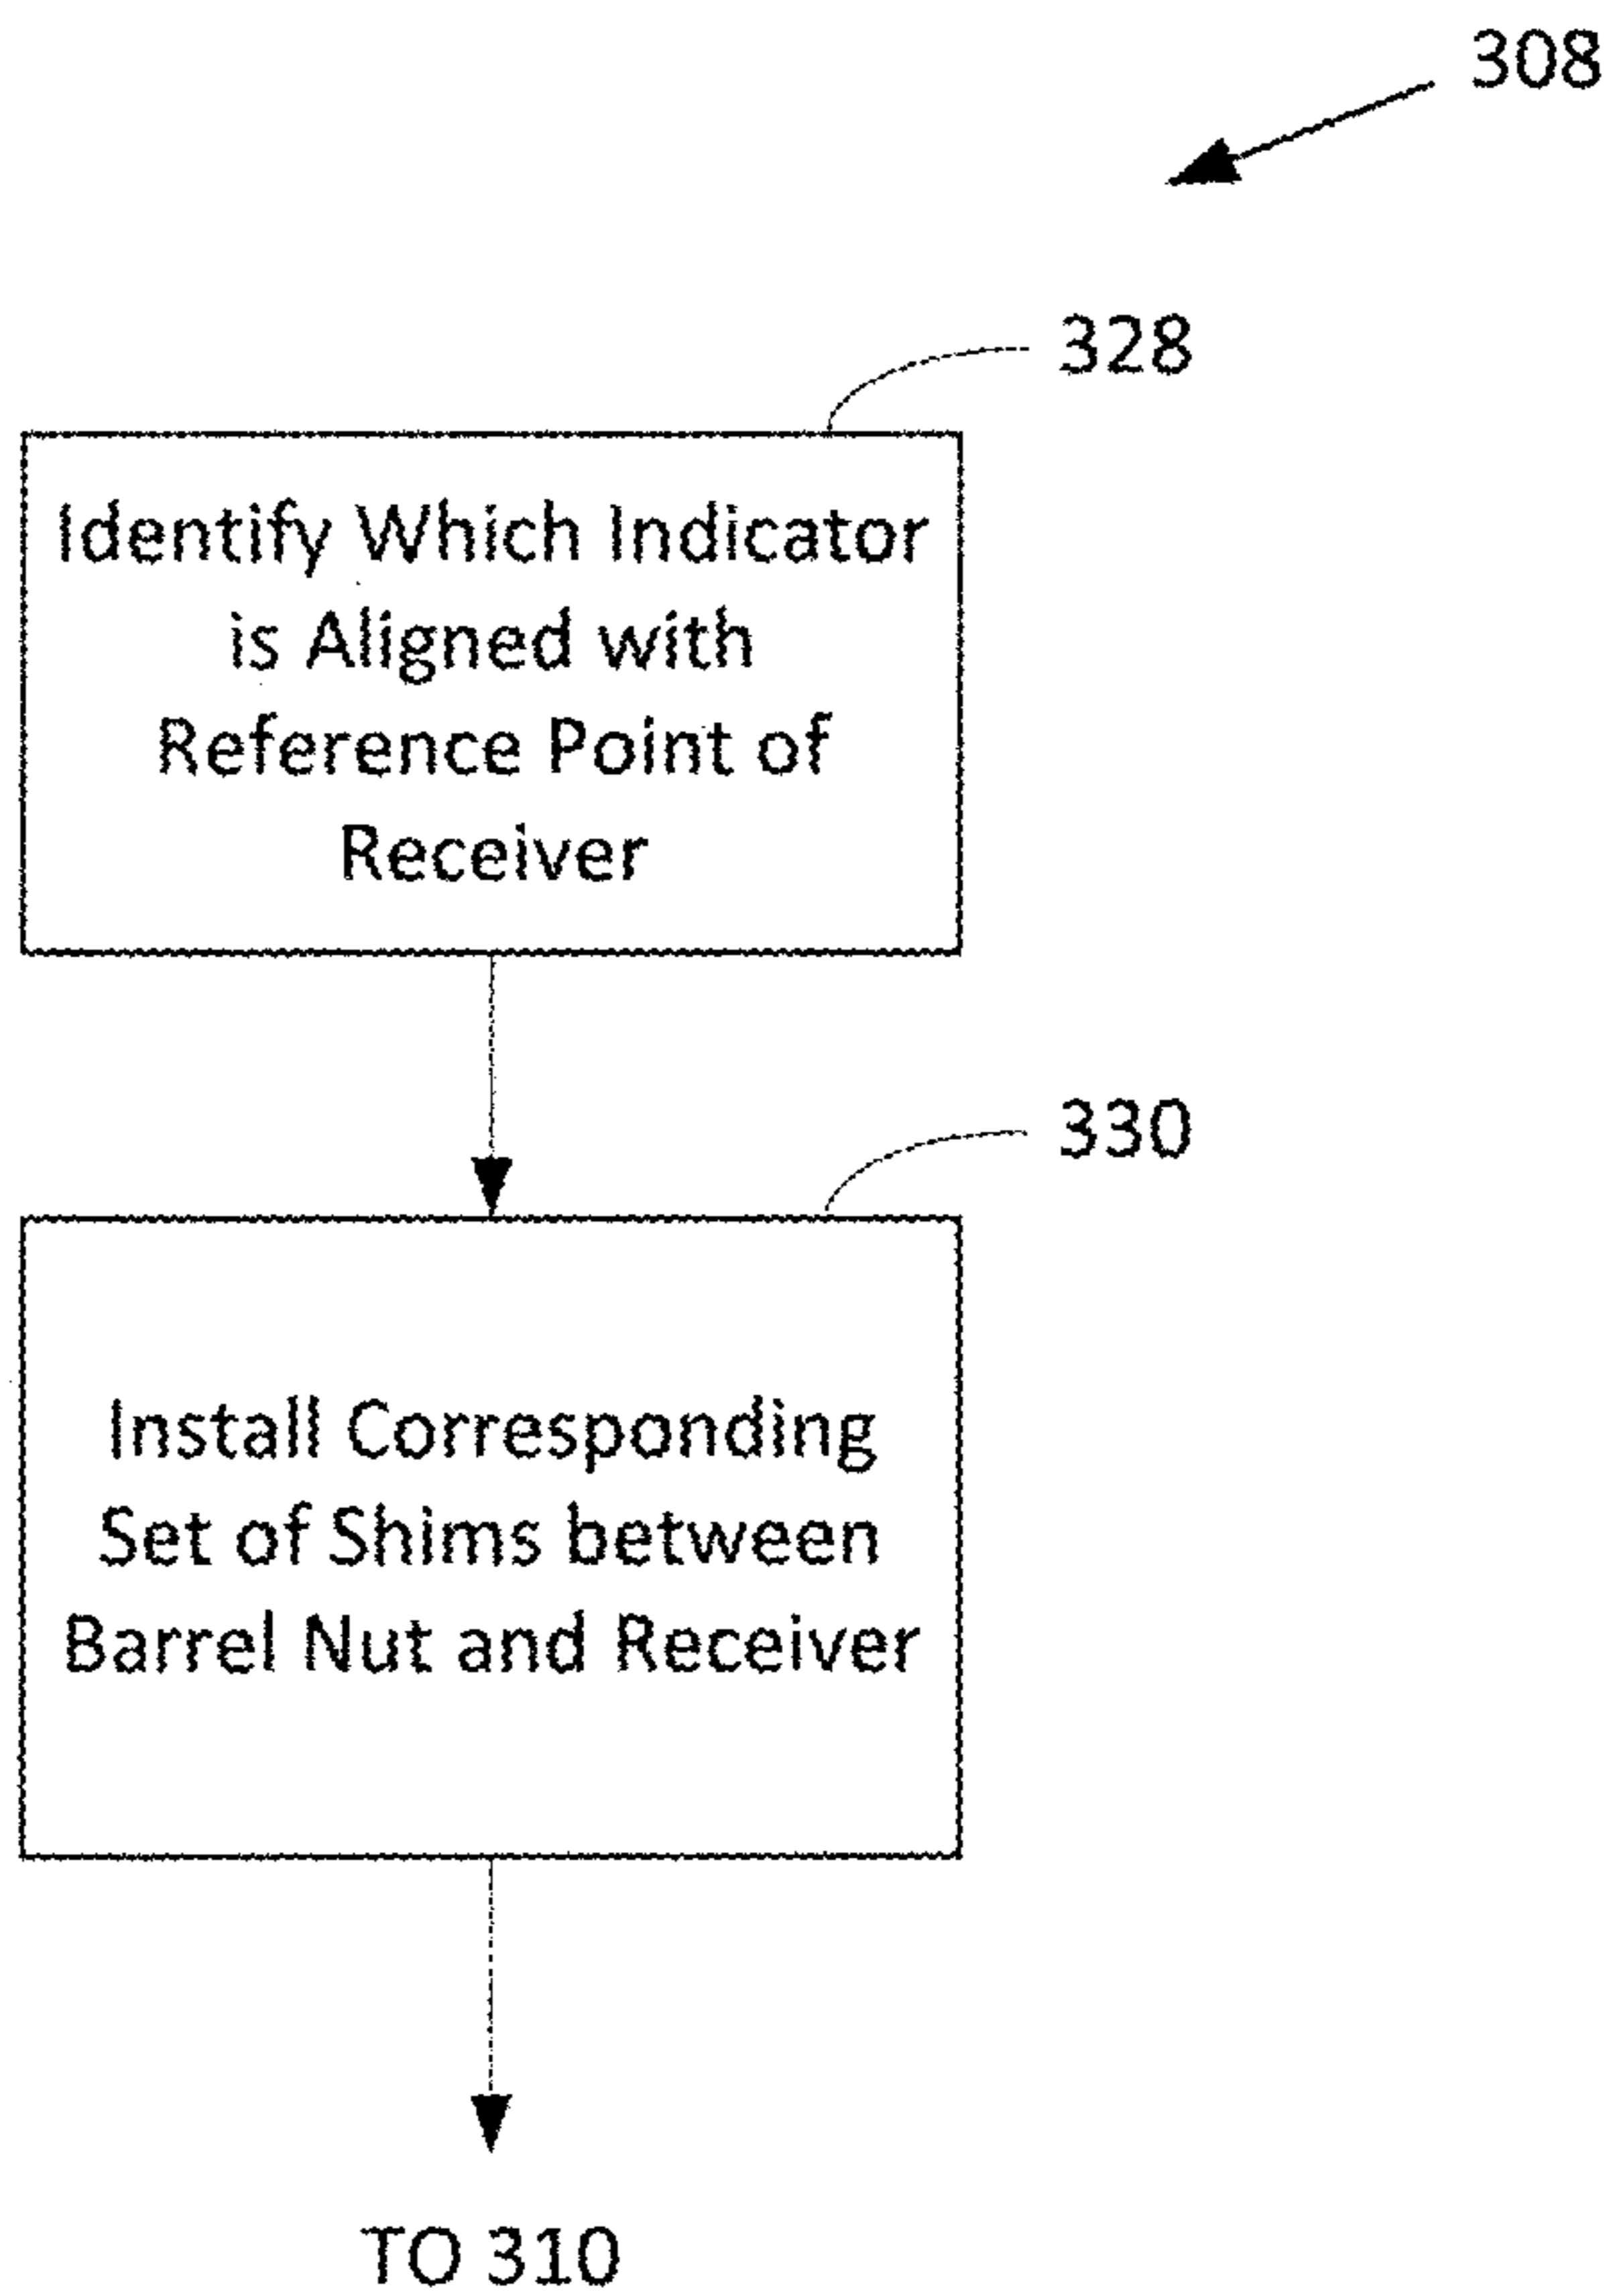 308
328
Identify Which Indicator
is Aligned with
Reference Point of
Receiver
330
Install Corresponding
Set of Shims between
Barrel Nut and Receiver
TO 310